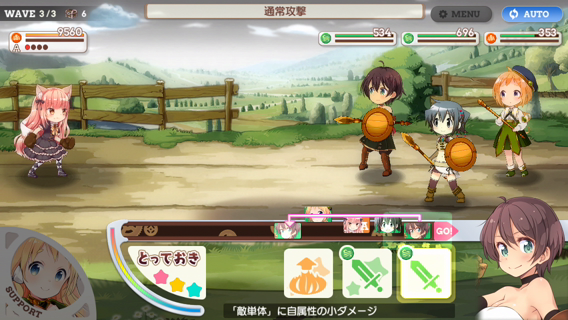 WAVE 3/3 6
通常攻撃
MENU
AUTO
9560
A
534
696
353
GO!
とっておき
SUPPORT
「敵単体」に自属性の小ダメージ